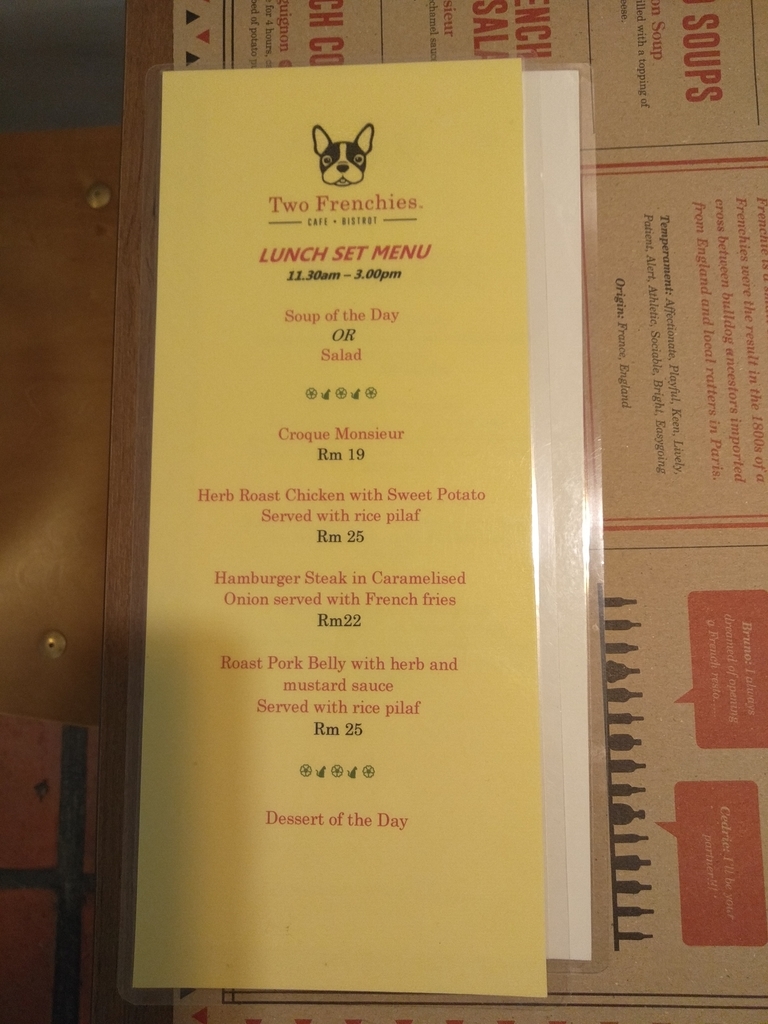 Two Frenchies.
CAFE • BISTROT
LUNCH SET MENU
11.30am – 3.00pm
Soup of the Day
OR
Salad
Croque Monsieur
Rm 19
Herb Roast Chicken with Sweet Potato
Served with rice pilaf
Rm 25
Hamburger Steak in Caramelised
Onion served with French fries
Rm22
Roast Pork Belly with herb and
mustard sauce
Served with rice pilaf
Rm 25
Dessert of the Day
SOUPS
Soup
filled with a topping of
Frenchies were the result in the 1800s of a
cross between bulldog ancestors imported
from England and local ratters in Paris.
Temperament: Affectionate, Playful, Keen, Lively,
Patient, Alert, Athletic, Sociable, Bright, Easygoing
Origin: France, England
Bruno: I always
dreamed of opening
a French resto
Cedric: I'll be your
partner!!!